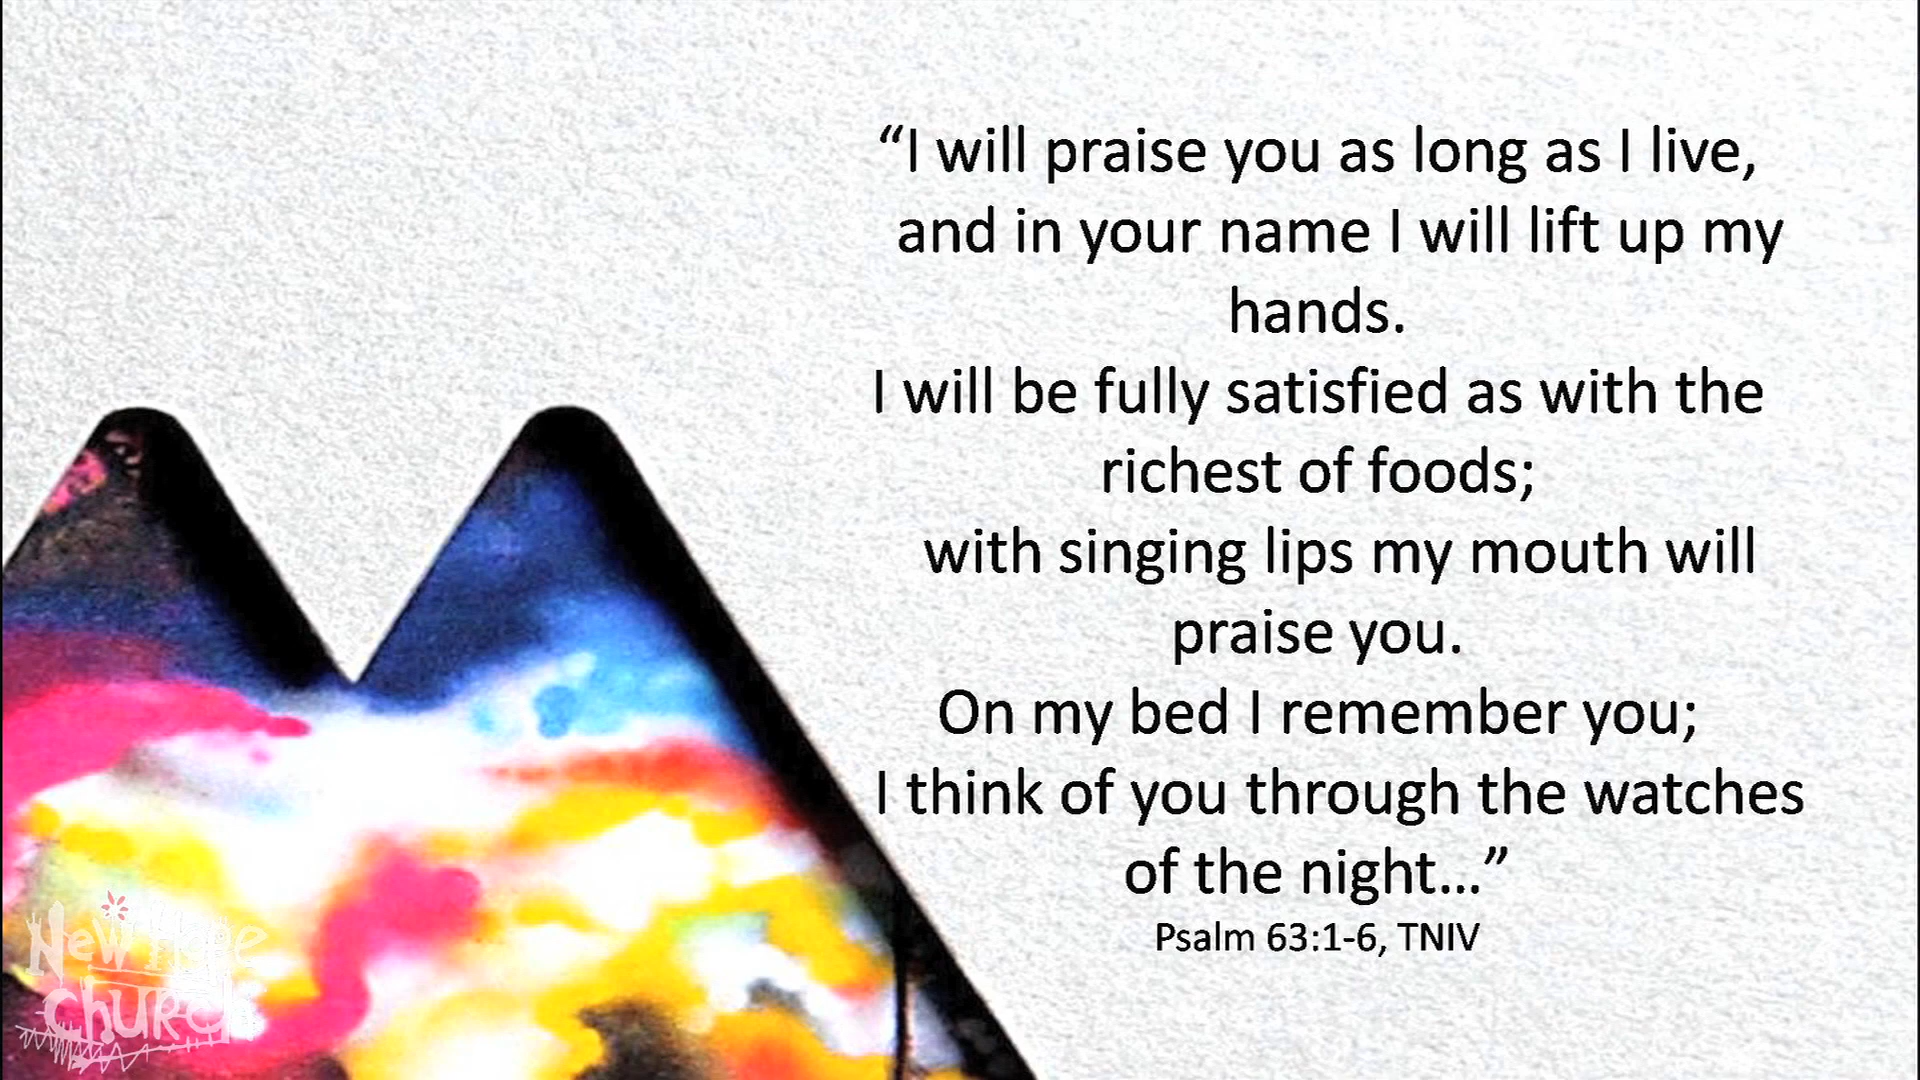 “I will praise you as long as I live,
and in your name I will lift up my
hands.
I will be fully satisfied as with the
richest of foods;
with singing lips my mouth will
praise you.
On my bed I remember you;
I think of you through the watches
of the night…”
Psalm 63:1-6, TNIV
New Hope
Church